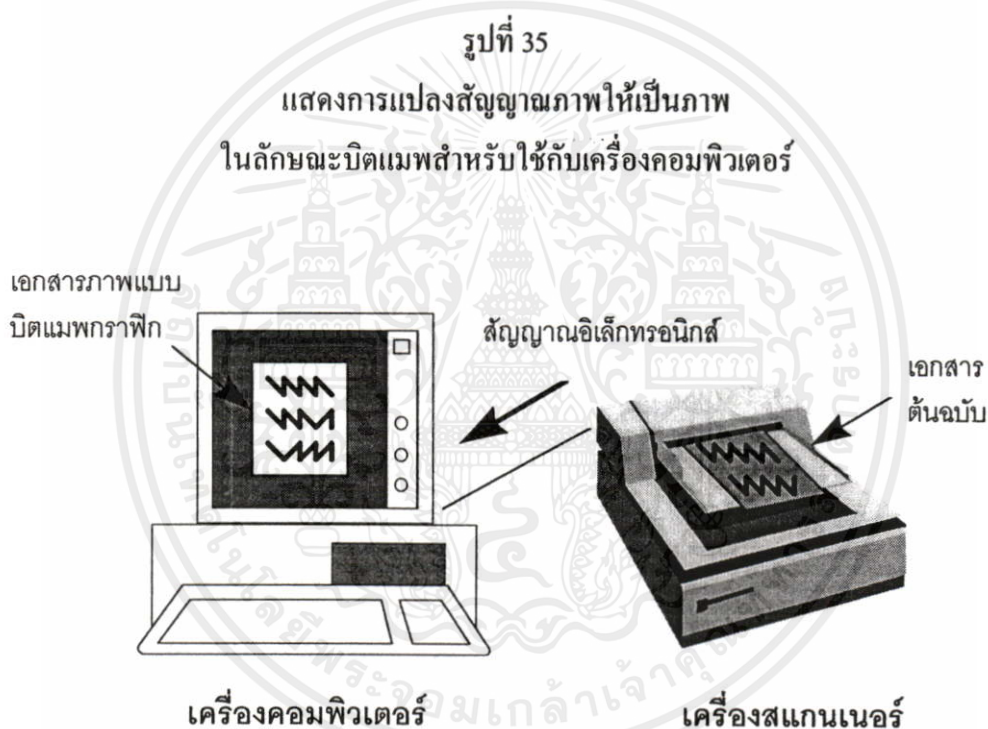 รูปที่ 35
แสดงการแปลงสัญญาณภาพให้เป็นภาพ
ในลักษณะบิตแมพสำหรับใช้กับเครื่องคอมพิวเตอร์
เอกสารภาพแบบ
บิตแมพกราฟิก
สัญญาณอิเล็กทรอนิกส์
เอกสาร
ต้นฉบับ
เครื่องคอมพิวเตอร์
เครื่องสแกนเนอร์